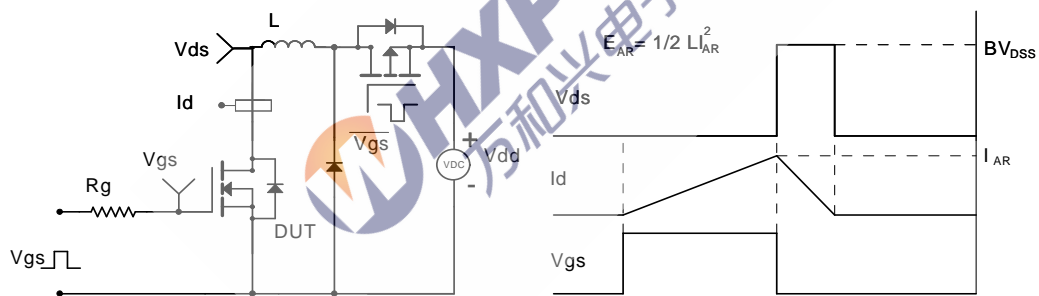 L
Vds
Id
Vgs
Rg
DUT
Vgs
Vgs
VDC
+
Vdd
-
WHXP
万和兴电子
E_AR = 1/2 LI²_AR
BV_DSS
Vds
I_AR
Id
Vgs